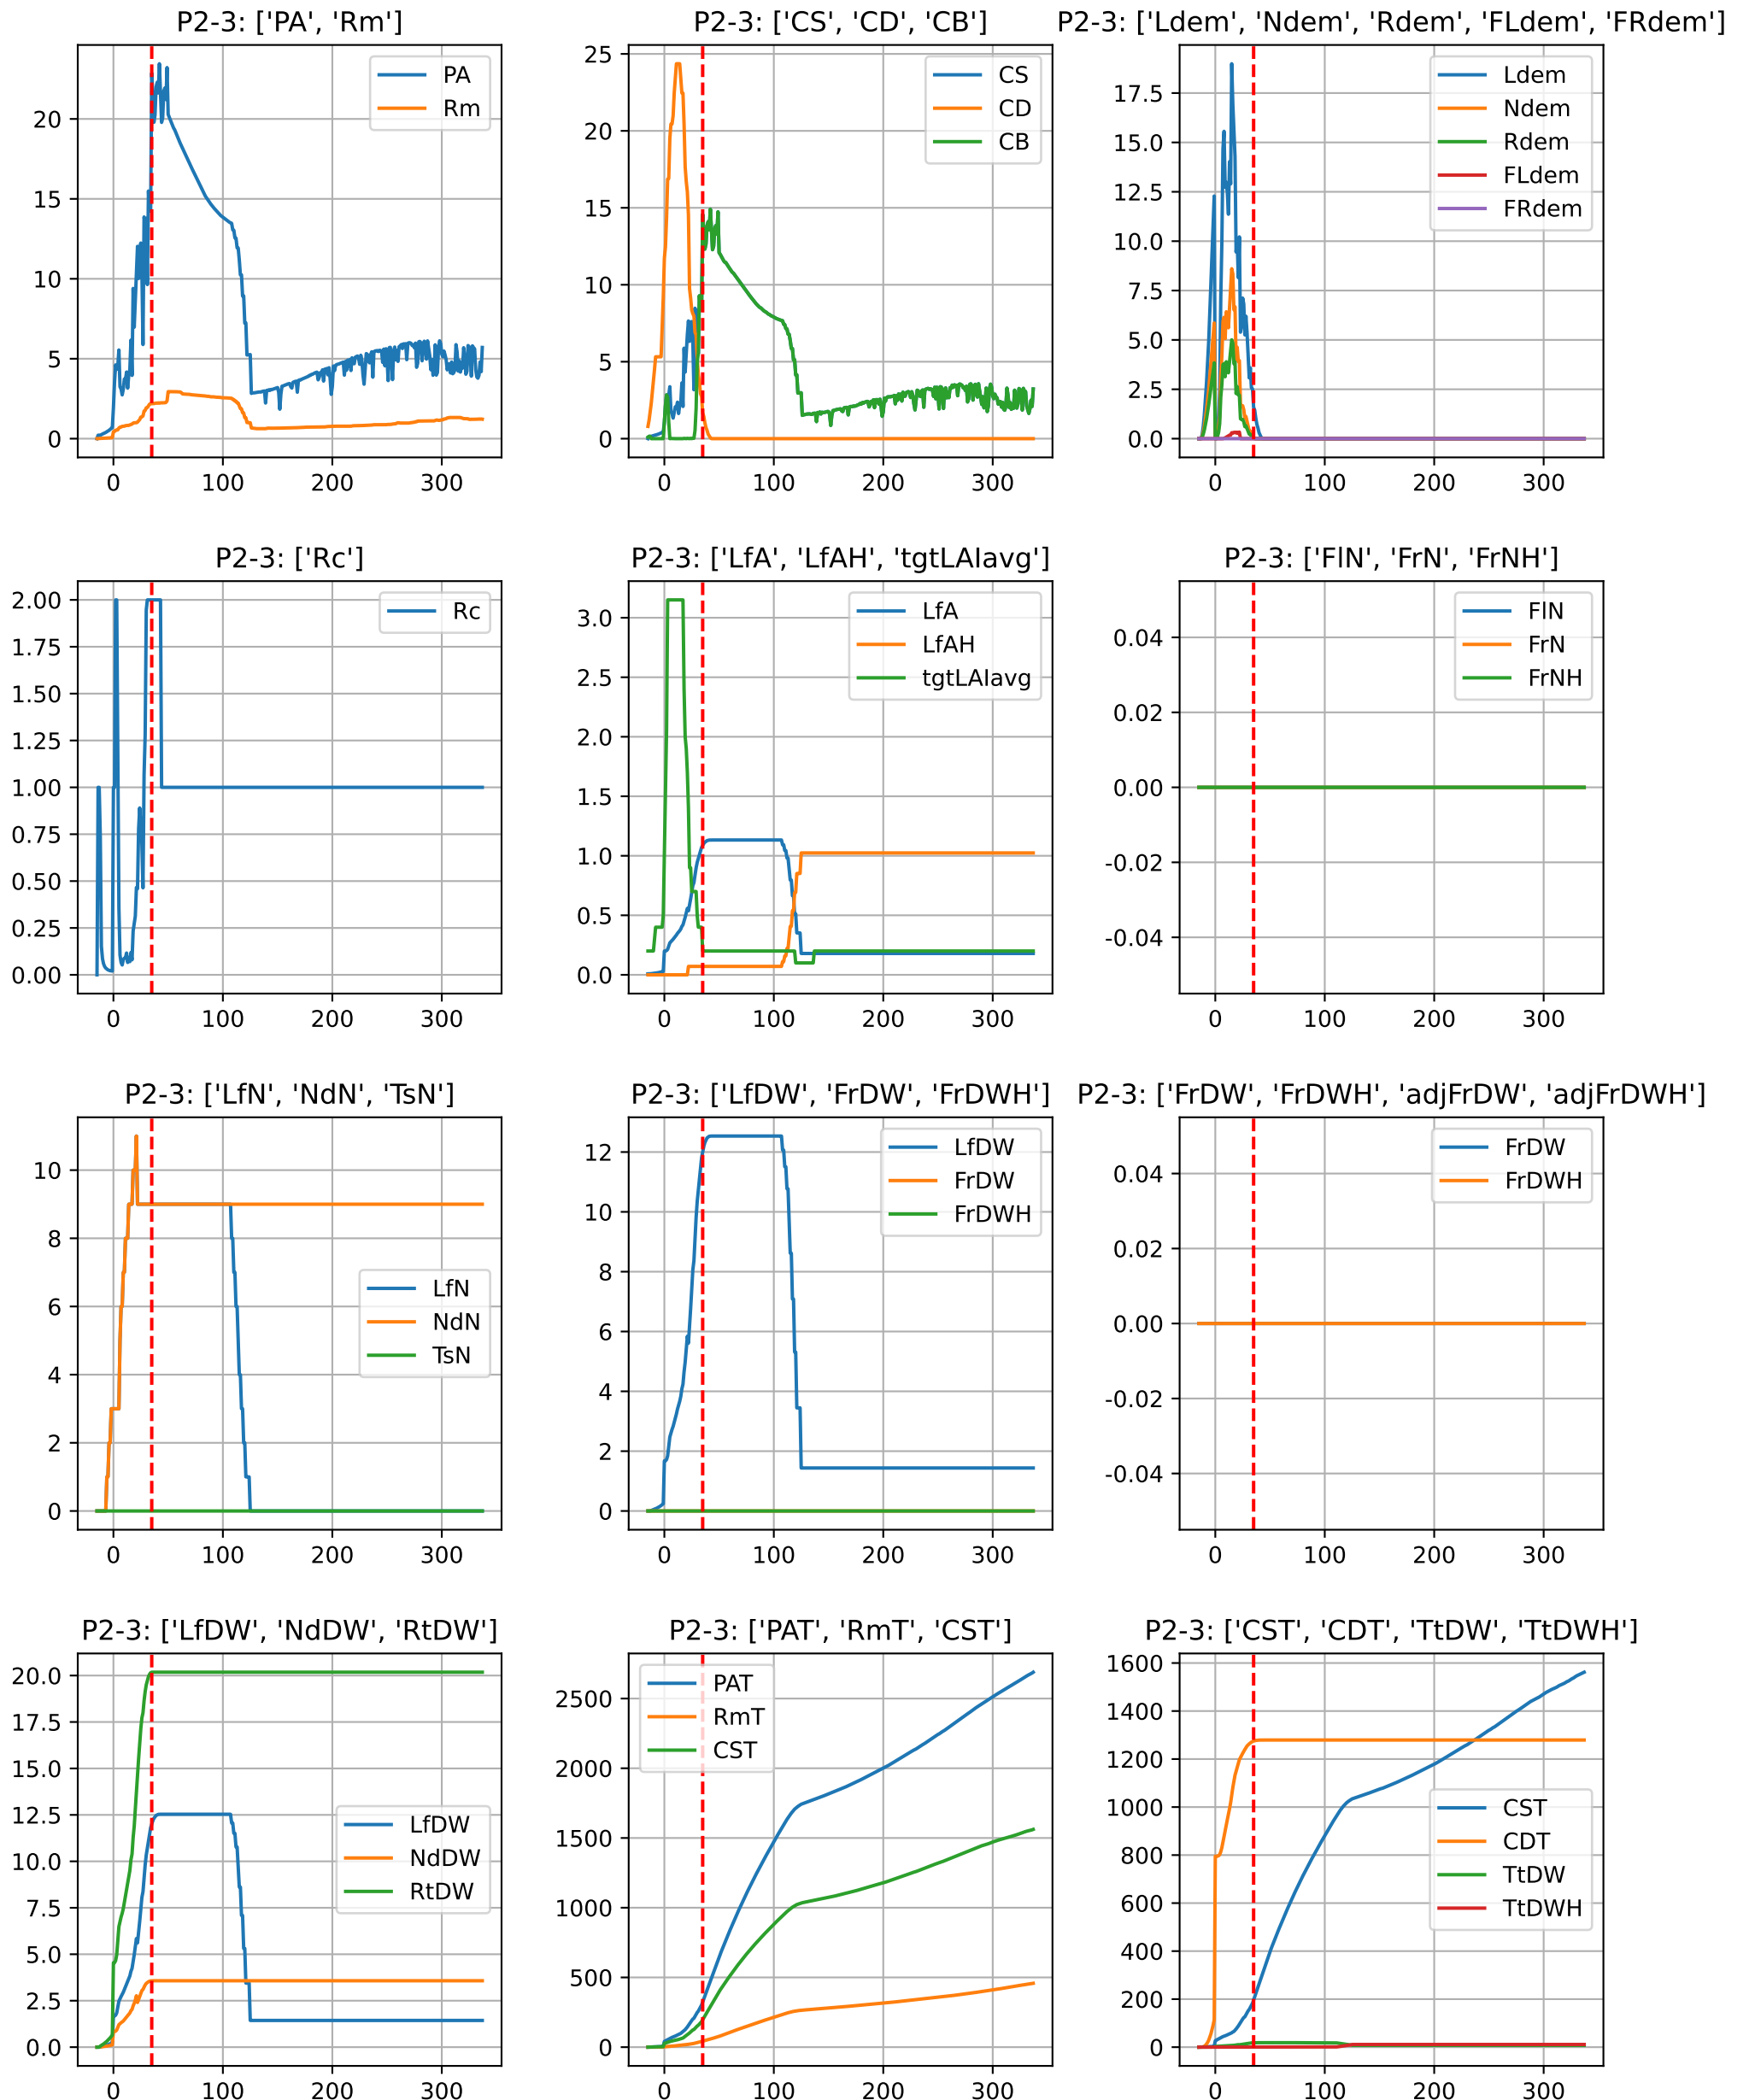 P2-3: ['PA', 'Rm']
20
15
10
5
0
0 100 200 300
PA
Rm
P2-3: ['CS', 'CD', 'CB']
25
20
15
10
5
0
0 100 200 300
CS
CD
CB
P2-3: ['Ldem', 'Ndem', 'Rdem', 'FLdem', 'FRdem']
17.5
15.0
12.5
10.0
7.5
5.0
2.5
0.0
0 100 200 300
Ldem
Ndem
Rdem
FLdem
FRdem
P2-3: ['Rc']
2.00
1.75
1.50
1.25
1.00
0.75
0.50
0.25
0.00
0 100 200 300
Rc
P2-3: ['LfA', 'LfAH', 'tgtLAIavg']
3.0
2.5
2.0
1.5
1.0
0.5
0.0
0 100 200 300
LfA
LfAH
tgtLAIavg
P2-3: ['FlN', 'FrN', 'FrNH']
0.04
0.02
0.00
-0.02
-0.04
0 100 200 300
FlN
FrN
FrNH
P2-3: ['LfN', 'NdN', 'TsN']
10
8
6
4
2
0
0 100 200 300
LfN
NdN
TsN
P2-3: ['LfDW', 'FrDW', 'FrDWH']
12
10
8
6
4
2
0
0 100 200 300
LfDW
FrDW
FrDWH
P2-3: ['FrDW', 'FrDWH', 'adjFrDW', 'adjFrDWH']
0.04
0.02
0.00
-0.02
-0.04
0 100 200 300
FrDW
FrDWH
P2-3: ['LfDW', 'NdDW', 'RtDW']
20.0
17.5
15.0
12.5
10.0
7.5
5.0
2.5
0.0
0 100 200 300
LfDW
NdDW
RtDW
P2-3: ['PAT', 'RmT', 'CST']
2500
2000
1500
1000
500
0
0 100 200 300
PAT
RmT
CST
P2-3: ['CST', 'CDT', 'TtDW', 'TtDWH']
1600
1400
1200
1000
800
600
400
200
0
0 100 200 300
CST
CDT
TtDW
TtDWH